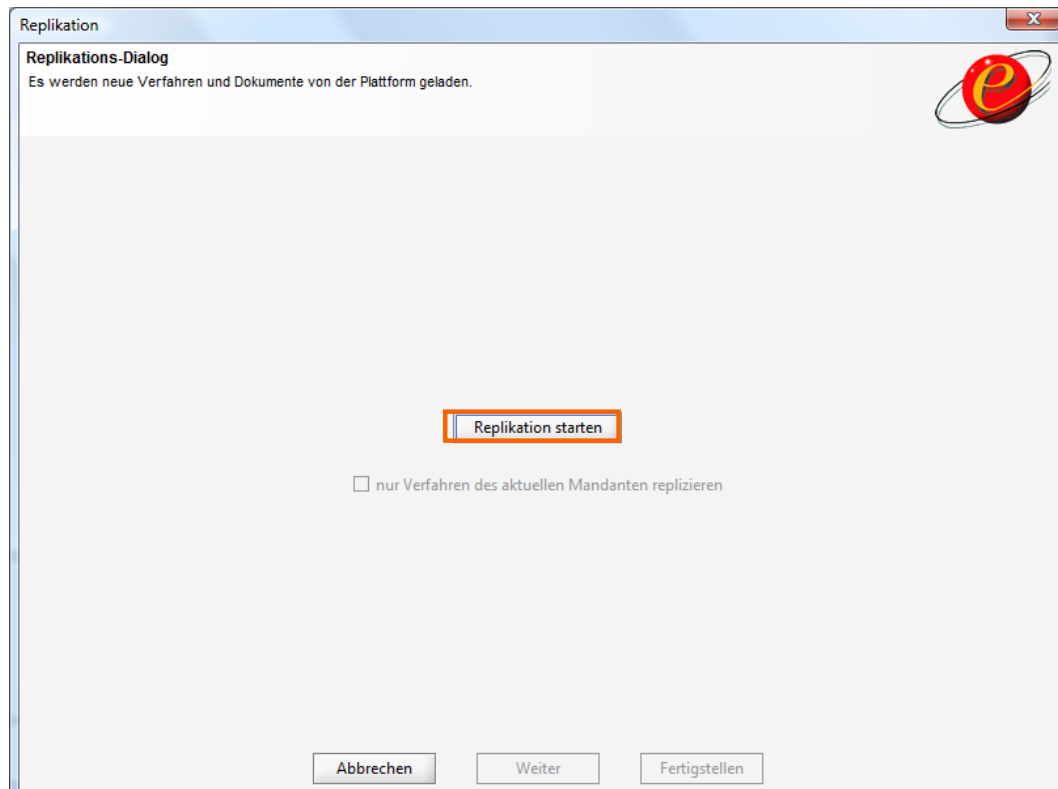 Replikation
Replikations-Dialog
Es werden neue Verfahren und Dokumente von der Plattform geladen.
e
Replikation starten
nur Verfahren des aktuellen Mandanten replizieren
Abbrechen
Weiter
Fertigstellen